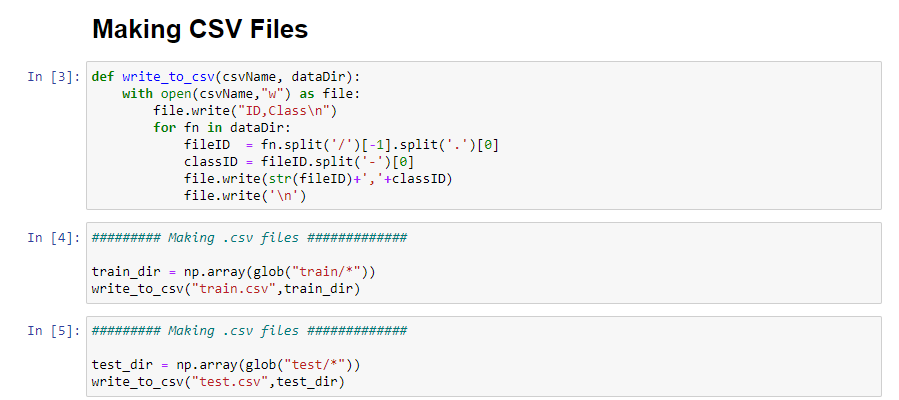 Making CSV Files
In [3]: def write_to_csv(csvName, dataDir):
    with open(csvName,"w") as file:
        file.write("ID,Class\n")
        for fn in dataDir:
            fileID  = fn.split('/')[-1].split('.')[0]
            classID = fileID.split('-')[0]
            file.write(str(fileID)+','+classID)
            file.write('\n')
In [4]: ######### Making .csv files #############
train_dir = np.array(glob("train/*"))
write_to_csv("train.csv",train_dir)
In [5]: ######### Making .csv files #############
test_dir = np.array(glob("test/*"))
write_to_csv("test.csv",test_dir)